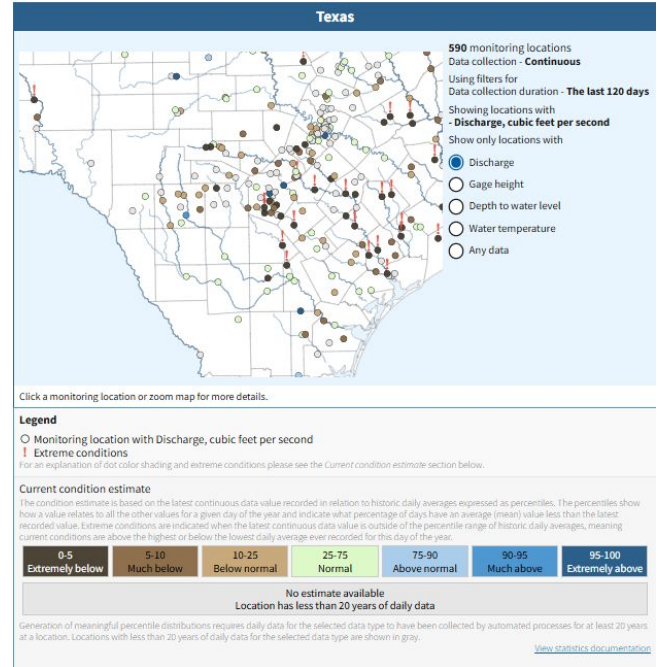 Texas
590 monitoring locations
Data collection - Continuous
Using filters for
Data collection duration - The last 120 days
Showing locations with
- Discharge, cubic feet per second
Show only locations with
Discharge
Gage height
Depth to water level
Water temperature
Any data
Click a monitoring location or zoom map for more details.
Legend
Monitoring location with Discharge, cubic feet per second
! Extreme conditions
For an explanation of dot color shading and extreme conditions please see the Current condition estimate section below.
Current condition estimate
The condition estimate is based on the latest continuous data value recorded in relation to historic daily averages expressed as percentiles. The percentiles show
how a value relates to all the other values for a given day of the year and indicate what percentage of days have an average (mean) value less than the latest
recorded value. Extreme conditions are indicated when the latest continuous data value is outside of the percentile range of historic daily averages, meaning
current conditions are above the highest or below the lowest daily average ever recorded for this day of the year.
0-5 5-10 10-25 25-75 75-90 90-95 95-100
Extremely below Much below Below normal Normal Above normal Much above Extremely above
No estimate available
Location has less than 20 years of daily data
Generation of meaningful percentile distributions requires daily data for the selected data type to have been collected by automated processes for at least 20 years
at a location. Locations with less than 20 years of daily data for the selected data type are shown in gray.
View statistics documentation